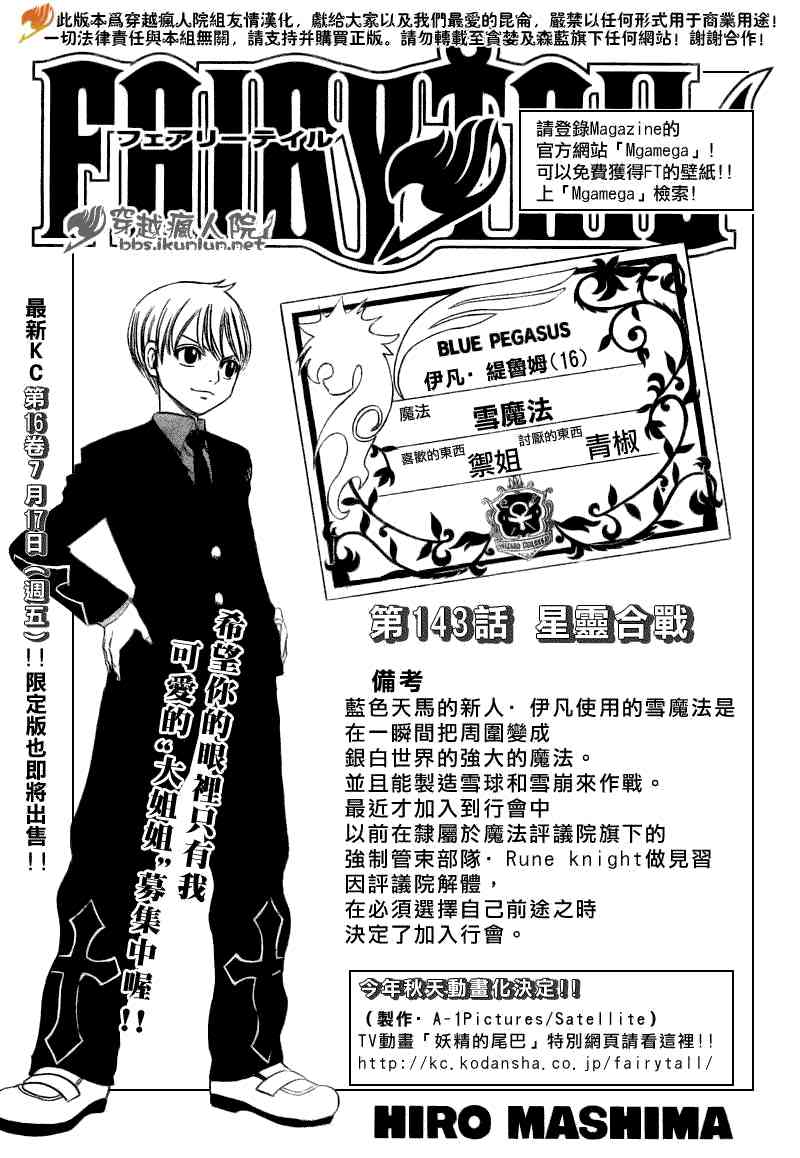 此版本爲穿越瘋人院組友情漢化，獻給大家以及我們最愛的昆侖，嚴禁以任何形式用于商業用途！
一切法律責任與本組無關，請支持并購買正版。請勿轉載至貪婪及森藍旗下任何網站！謝謝合作！
FAIRY TAIL
「フェアリーテイル
請登錄Magazine的
官方網站「Mgamega」！
可以免費獲得FT的壁紙!!
上「Mgamega」檢索！
穿越瘋人院
bbs.ikunlun.net
最新KC第16卷7月17日（週五）!!限定版也即將出售!!
BLUE PEGASUS
伊凡・緹魯姆(16)
魔法 雪魔法
喜歡的東西 禦姐 討厭的東西 青椒
第143話 星靈合戰
希望你的眼裡只有我
可愛的“大姐姐”募集中喔!!
備考
藍色天馬的新人・伊凡使用的雪魔法是
在一瞬間把周圍變成
銀白世界的強大的魔法。
並且能製造雪球和雪崩來作戰。
最近才加入到行會中
以前在隸屬於魔法評議院旗下的
強制管束部隊・Rune knight做見習
因評議院解體，
在必須選擇自己前途之時
決定了加入行會。
今年秋天動畫化決定!!
（製作・A-1Pictures/Satellite）
TV動畫「妖精的尾巴」特別網頁請看這裡!!
http://kc.kodansha.co.jp/fairytall/
HIRO MASHIMA